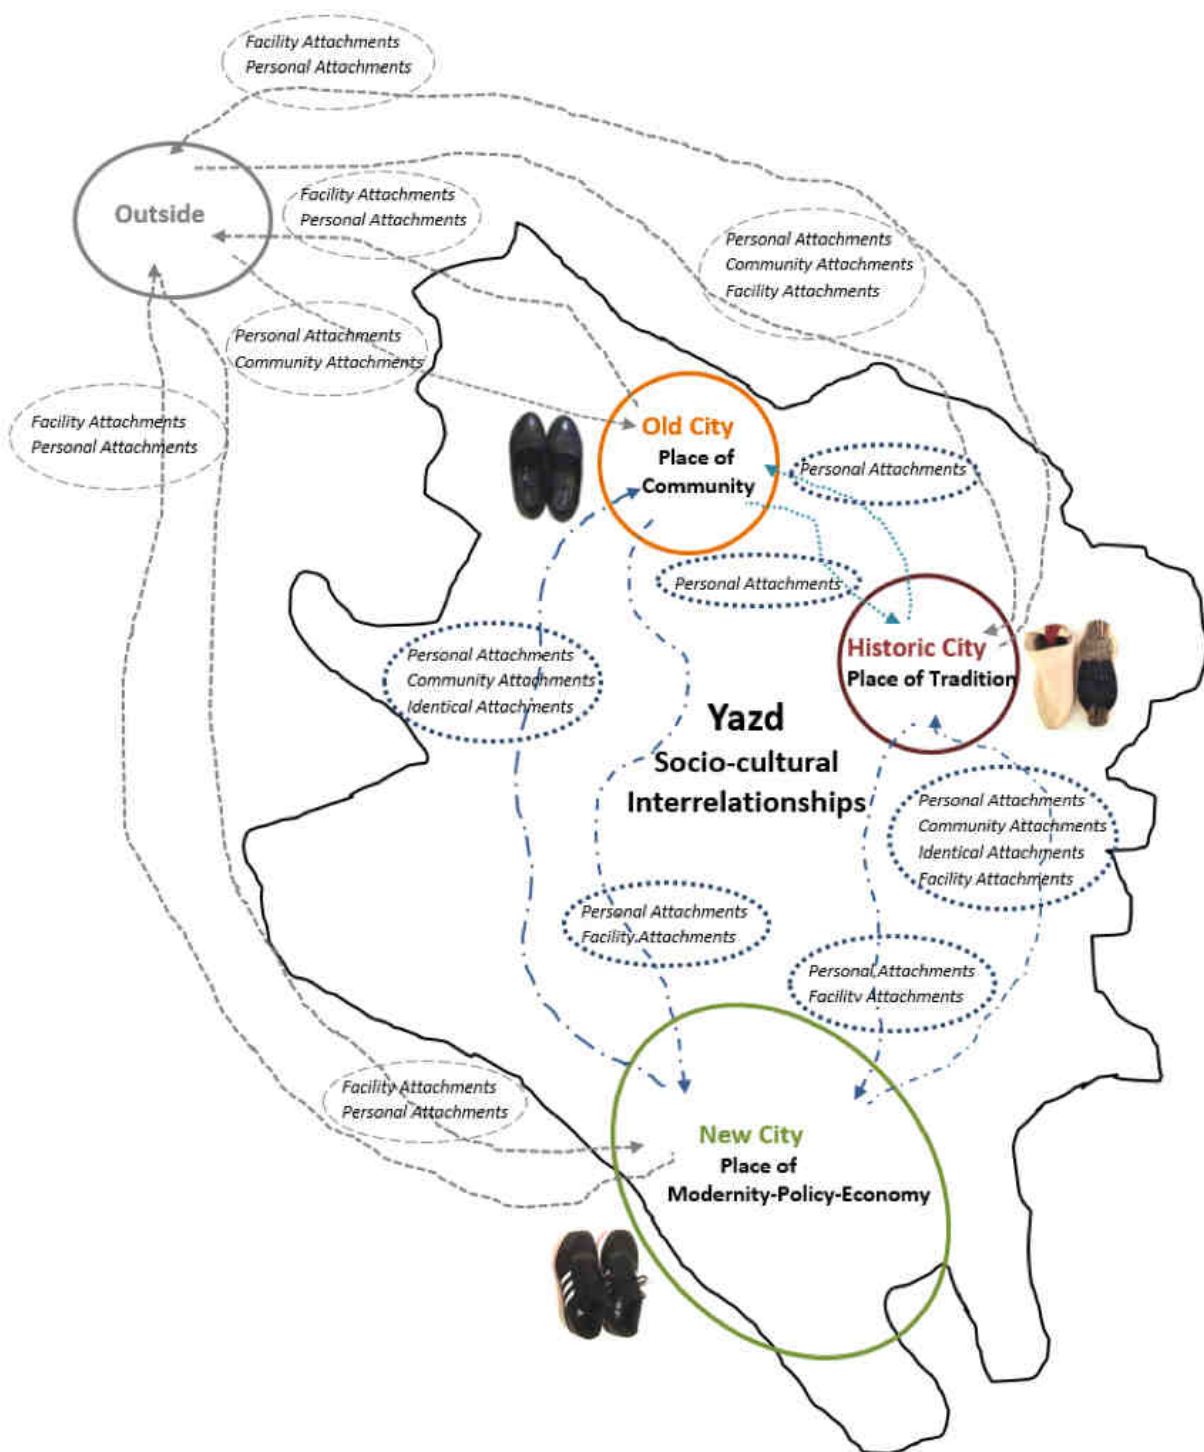 Facility Attachments
Personal Attachments
Outside
Facility Attachments
Personal Attachments
Personal Attachments
Community Attachments
Facility Attachments
Personal Attachments
Community Attachments
Facility Attachments
Personal Attachments
Old City
Place of
Community
Personal Attachments
Personal Attachments
Historic City
Place of Tradition
Personal Attachments
Community Attachments
Identical Attachments
Yazd
Socio-cultural
Interrelationships
Personal Attachments
Community Attachments
Identical Attachments
Facility Attachments
Personal Attachments
Facility Attachments
Personal Attachments
Facility Attachments
Facility Attachments
Personal Attachments
New City
Place of
Modernity-Policy-Economy